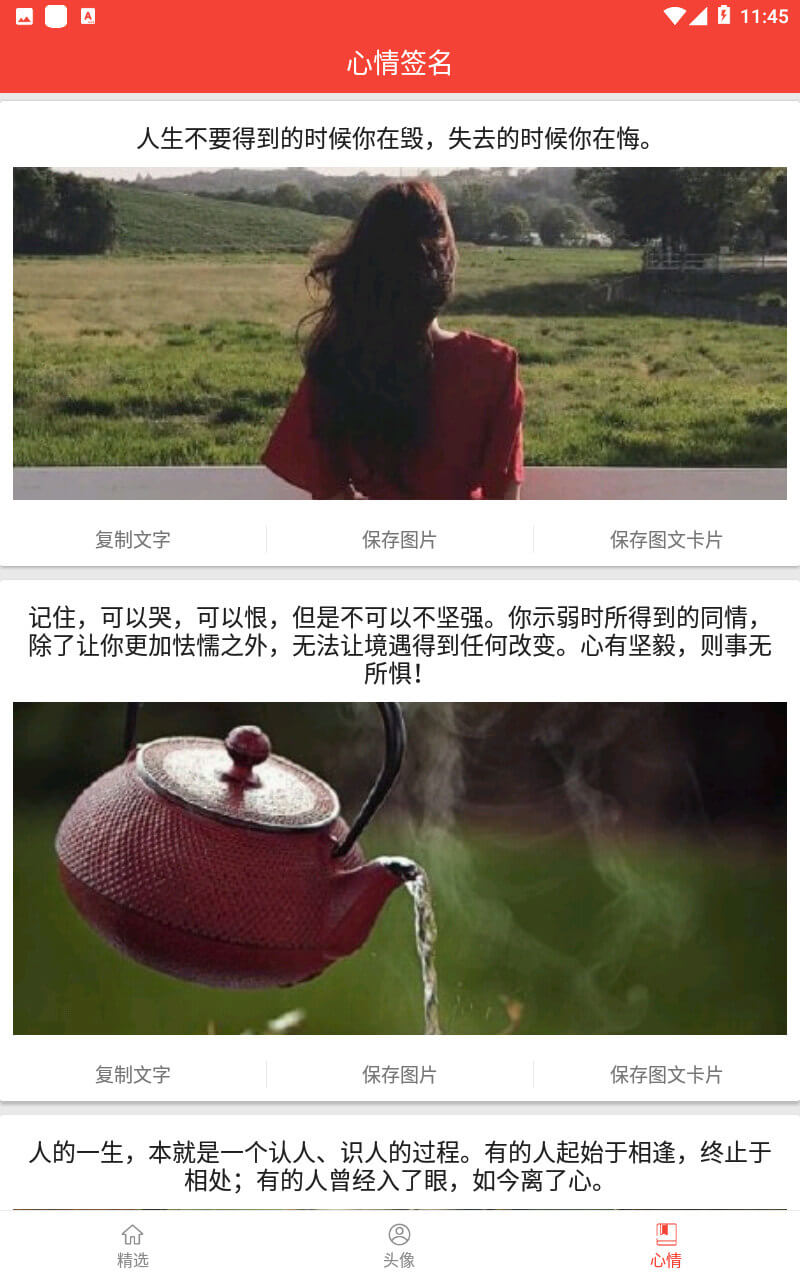 11:45
心情签名
人生不要得到的时候你在毁，失去的时候你在悔。
复制文字
保存图片
保存图文卡片
记住，可以哭，可以恨，但是不可以不坚强。你示弱时所得到的同情，
除了让你更加怯懦之外，无法让境遇得到任何改变。心有坚毅，则事无
所惧！
复制文字
保存图片
保存图文卡片
人的一生，本就是一个认人、识人的过程。有的人起始于相逢，终止于
相处；有的人曾经入了眼，如今离了心。
精选
头像
心情